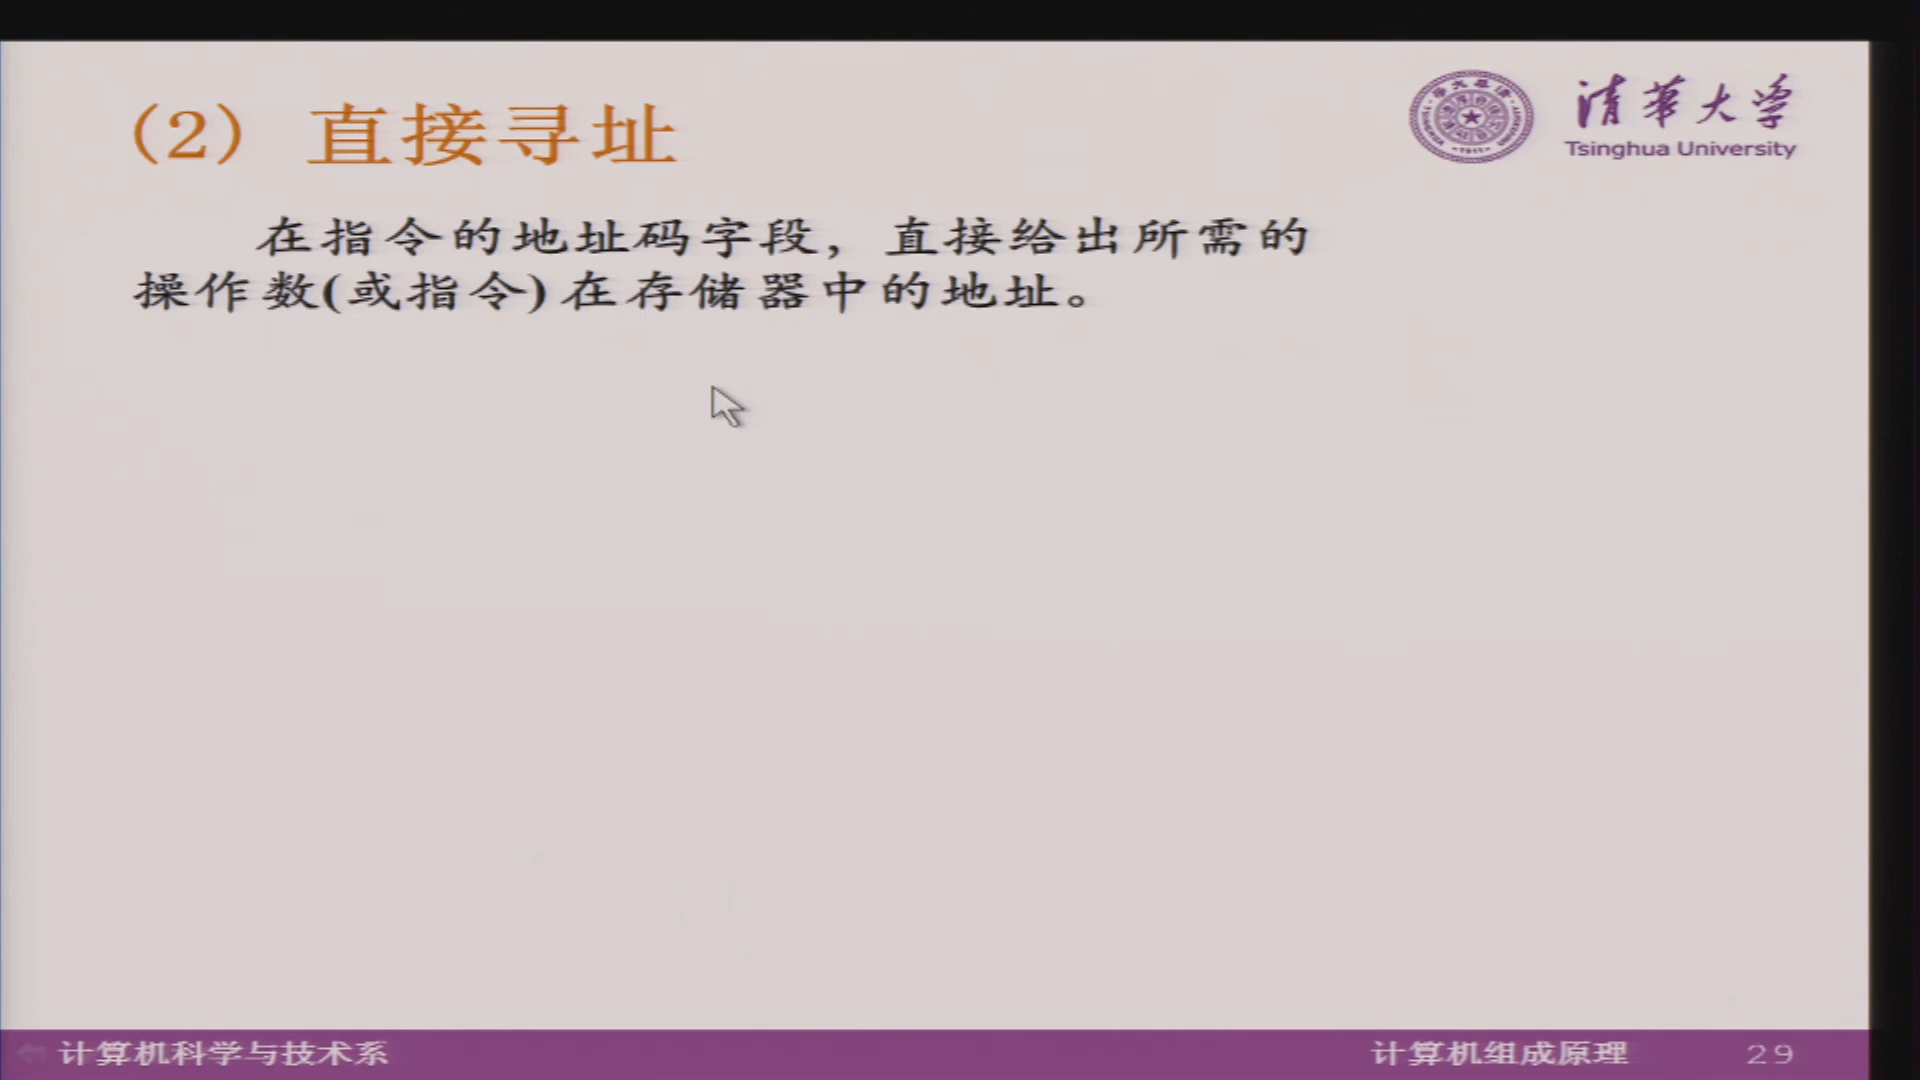 （2） 直接寻址
清華大学
Tsinghua University
在指令的地址码字段，直接给出所需的
操作数(或指令)在存储器中的地址。
计算机科学与技术系
计算机组成原理
29